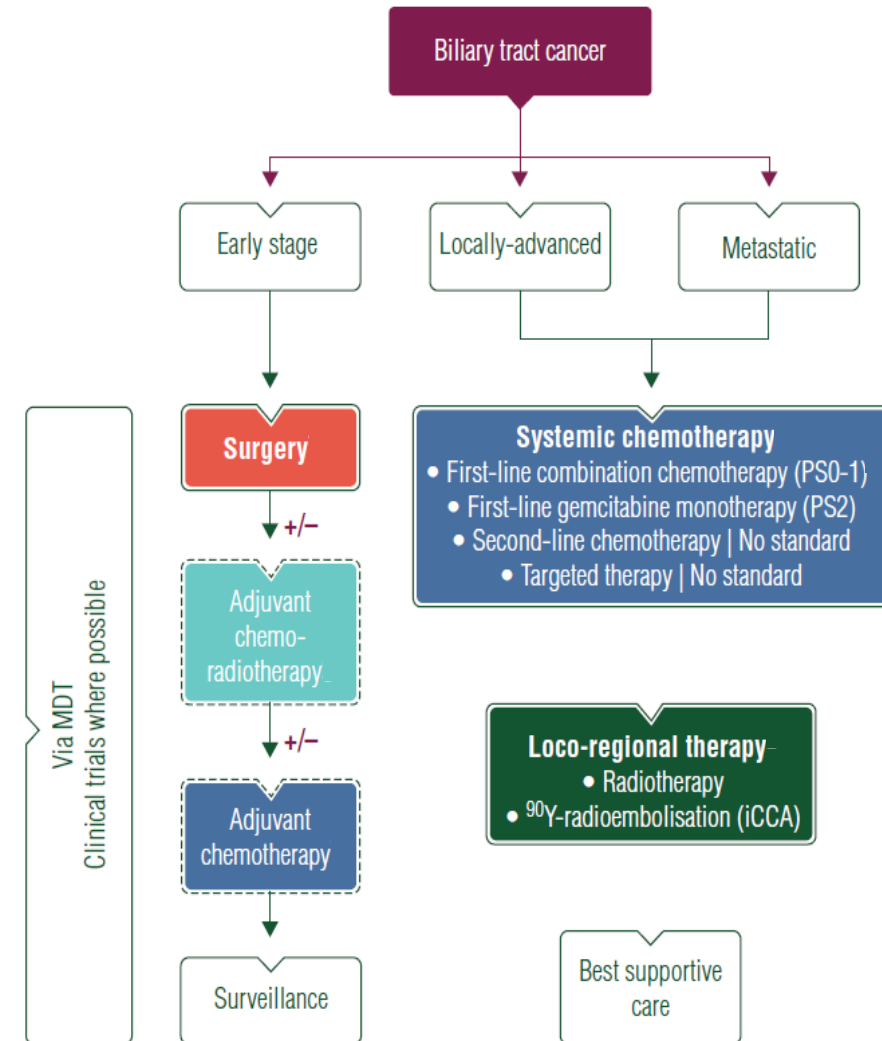 Biliary tract cancer
Early stage
Locally-advanced
Metastatic
Via MDT
Clinical trials where possible
Surgery
+/–
Adjuvant
chemo-
radiotherapy
+/–
Adjuvant
chemotherapy
Surveillance
Systemic chemotherapy
• First-line combination chemotherapy (PS0-1)
• First-line gemcitabine monotherapy (PS2)
• Second-line chemotherapy | No standard
• Targeted therapy | No standard
Loco-regional therapy
• Radiotherapy
• ⁹⁰Y-radioembolisation (iCCA)
Best supportive
care